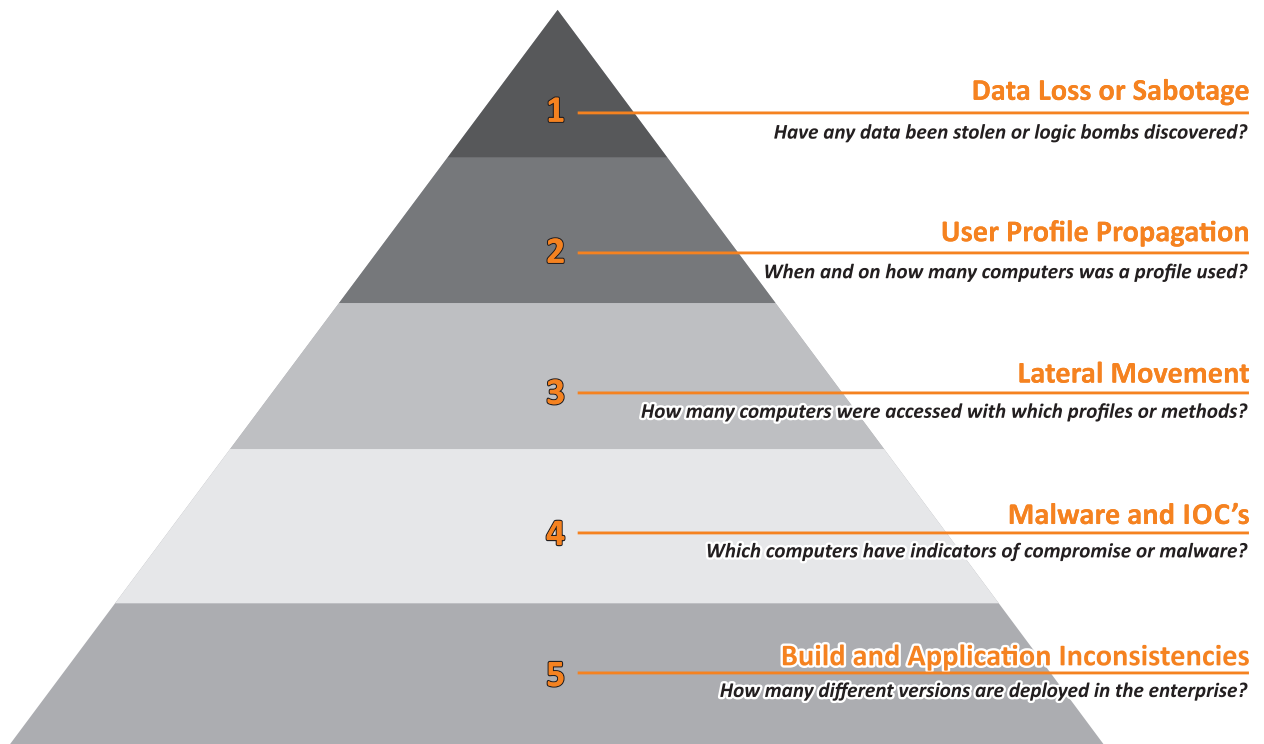 1
Data Loss or Sabotage
Have any data been stolen or logic bombs discovered?
2
User Profile Propagation
When and on how many computers was a profile used?
3
Lateral Movement
How many computers were accessed with which profiles or methods?
4
Malware and IOC’s
Which computers have indicators of compromise or malware?
5
Build and Application Inconsistencies
How many different versions are deployed in the enterprise?